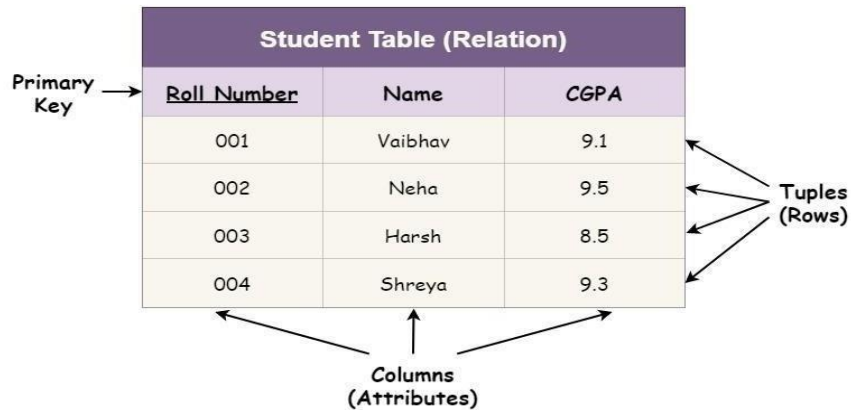 Student Table (Relation)
Primary
Key
Roll Number Name CGPA
001 Vaibhav 9.1
002 Neha 9.5
003 Harsh 8.5
004 Shreya 9.3
Tuples
(Rows)
Columns
(Attributes)